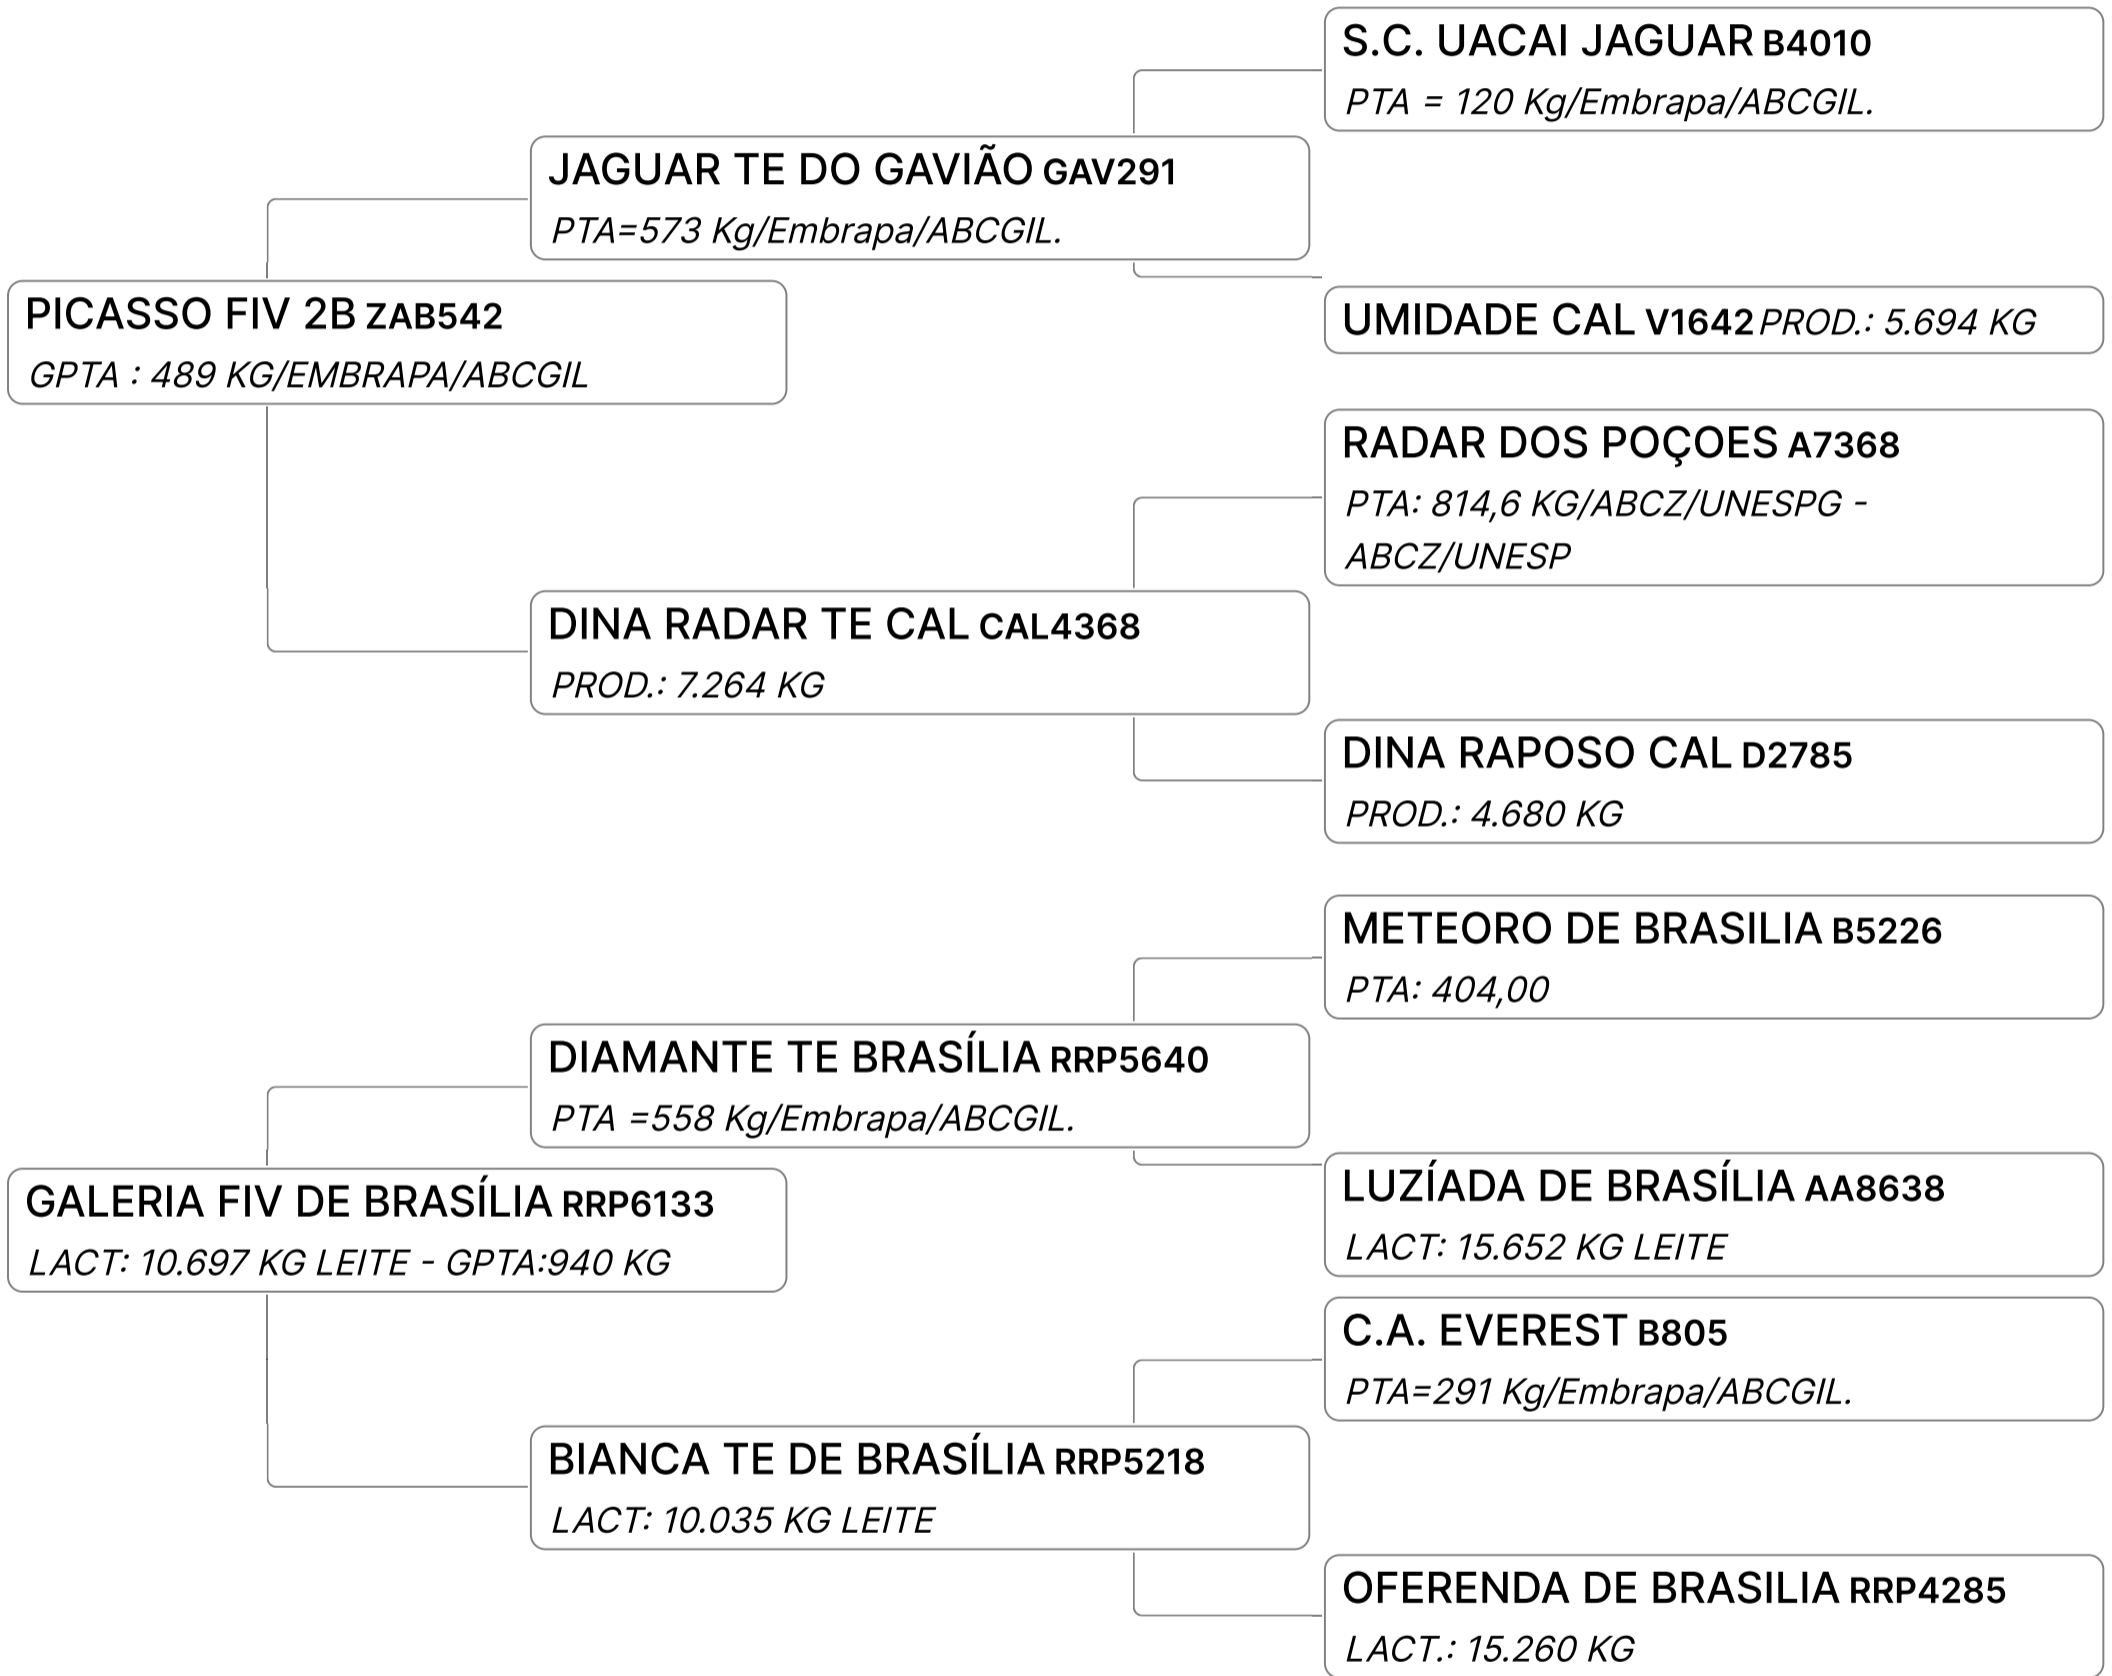 S.C. UACAI JAGUAR B4010
PTA = 120 Kg/Embrapa/ABCGIL.
JAGUAR TE DO GAVIÃO GAV291
PTA=573 Kg/Embrapa/ABCGIL.
UMIDADE CAL V1642 PROD.: 5.694 KG
PICASSO FIV 2B ZAB542
GPTA : 489 KG/EMBRAPA/ABCGIL
RADAR DOS POÇOES A7368
PTA: 814,6 KG/ABCZ/UNESPG -
ABCZ/UNESP
DINA RADAR TE CAL CAL4368
PROD.: 7.264 KG
DINA RAPOSO CAL D2785
PROD.: 4.680 KG
METEORO DE BRASILIA B5226
PTA: 404,00
DIAMANTE TE BRASÍLIA RRP5640
PTA =558 Kg/Embrapa/ABCGIL.
LUZÍADA DE BRASÍLIA AA8638
LACT: 15.652 KG LEITE
GALERIA FIV DE BRASÍLIA RRP6133
LACT: 10.697 KG LEITE - GPTA:940 KG
C.A. EVEREST B805
PTA=291 Kg/Embrapa/ABCGIL.
BIANCA TE DE BRASÍLIA RRP5218
LACT: 10.035 KG LEITE
OFERENDA DE BRASILIA RRP4285
LACT.: 15.260 KG